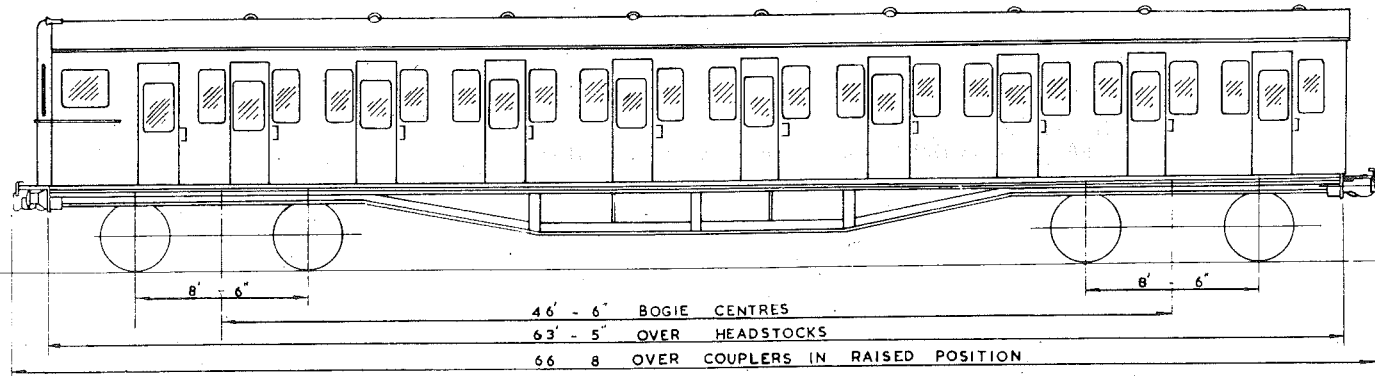 8' - 6"
8' - 6"
46' - 6" BOGIE CENTRES
63' - 5" OVER HEADSTOCKS
66 8 OVER COUPLERS IN RAISED POSITION